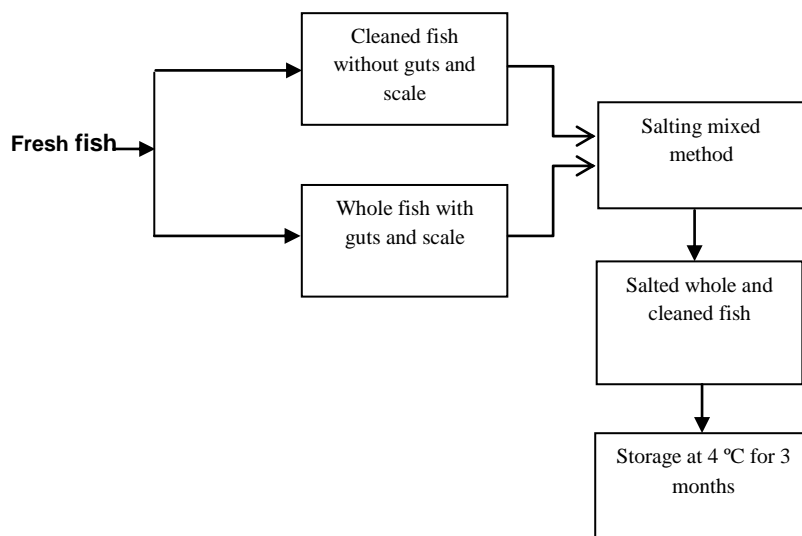 Fresh fish
Cleaned fish
without guts and
scale
Whole fish with
guts and scale
Salting mixed
method
Salted whole and
cleaned fish
Storage at 4 ºC for 3
months